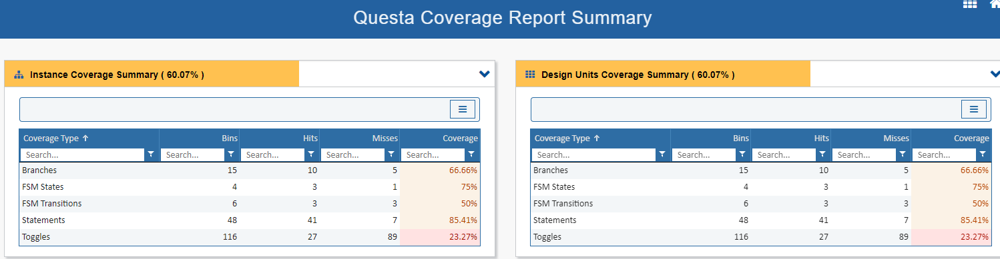 Questa Coverage Report Summary
Instance Coverage Summary ( 60.07% )
Coverage Type Bins Hits Misses Coverage
Search... Search... Search... Search... Search...
Branches 15 10 5 66.66%
FSM States 4 3 1 75%
FSM Transitions 6 3 3 50%
Statements 48 41 7 85.41%
Toggles 116 27 89 23.27%
Design Units Coverage Summary ( 60.07% )
Coverage Type Bins Hits Misses Coverage
Search... Search... Search... Search... Search...
Branches 15 10 5 66.66%
FSM States 4 3 1 75%
FSM Transitions 6 3 3 50%
Statements 48 41 7 85.41%
Toggles 116 27 89 23.27%